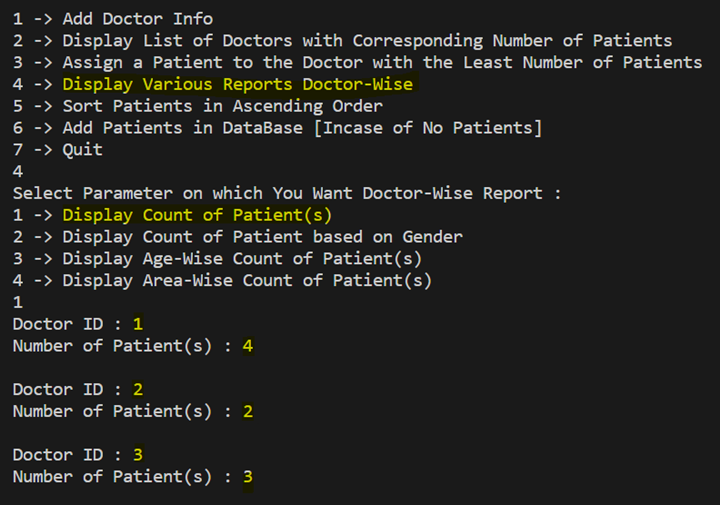 1 -> Add Doctor Info
2 -> Display List of Doctors with Corresponding Number of Patients
3 -> Assign a Patient to the Doctor with the Least Number of Patients
4 -> Display Various Reports Doctor-Wise
5 -> Sort Patients in Ascending Order
6 -> Add Patients in DataBase [Incase of No Patients]
7 -> Quit
4
Select Parameter on which You Want Doctor-Wise Report :
1 -> Display Count of Patient(s)
2 -> Display Count of Patient based on Gender
3 -> Display Age-Wise Count of Patient(s)
4 -> Display Area-Wise Count of Patient(s)
1
Doctor ID : 1
Number of Patient(s) : 4
Doctor ID : 2
Number of Patient(s) : 2
Doctor ID : 3
Number of Patient(s) : 3